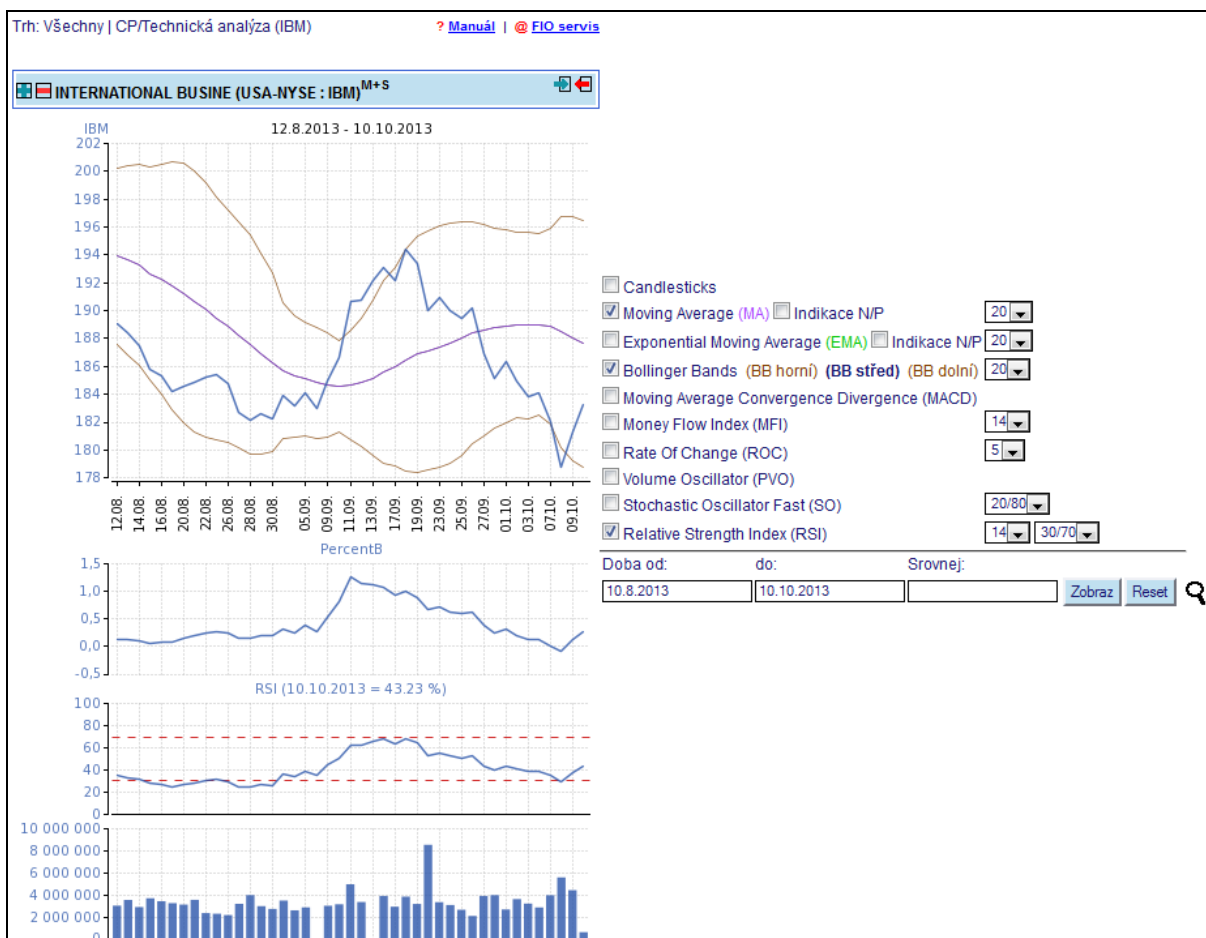 Trh: Všechny | CP/Technická analýza (IBM) ? Manuál | @ FIO servis
INTERNATIONAL BUSINE (USA-NYSE : IBM)M+S
IBM 12.8.2013 - 10.10.2013
202
200
198
196
194
192
190
188
186
184
182
180
178
12.08. 14.08. 16.08. 20.08. 22.08. 26.08. 28.08. 30.08. 05.09. 09.09. 11.09. 13.09. 17.09. 19.09. 23.09. 25.09. 27.09. 01.10. 03.10. 07.10. 09.10.
PercentB
1,5
1,0
0,5
0,0
-0,5
RSI (10.10.2013 = 43.23 %)
100
80
60
40
20
0
10 000 000
8 000 000
6 000 000
4 000 000
2 000 000
0
Candlesticks
Moving Average (MA) Indikace N/P 20
Exponential Moving Average (EMA) Indikace N/P 20
Bollinger Bands (BB horní) (BB střed) (BB dolní) 20
Moving Average Convergence Divergence (MACD)
Money Flow Index (MFI) 14
Rate Of Change (ROC) 5
Volume Oscillator (PVO)
Stochastic Oscillator Fast (SO) 20/80
Relative Strength Index (RSI) 14 30/70
Doba od: do: Srovnej:
10.8.2013 10.10.2013 Zobraz Reset